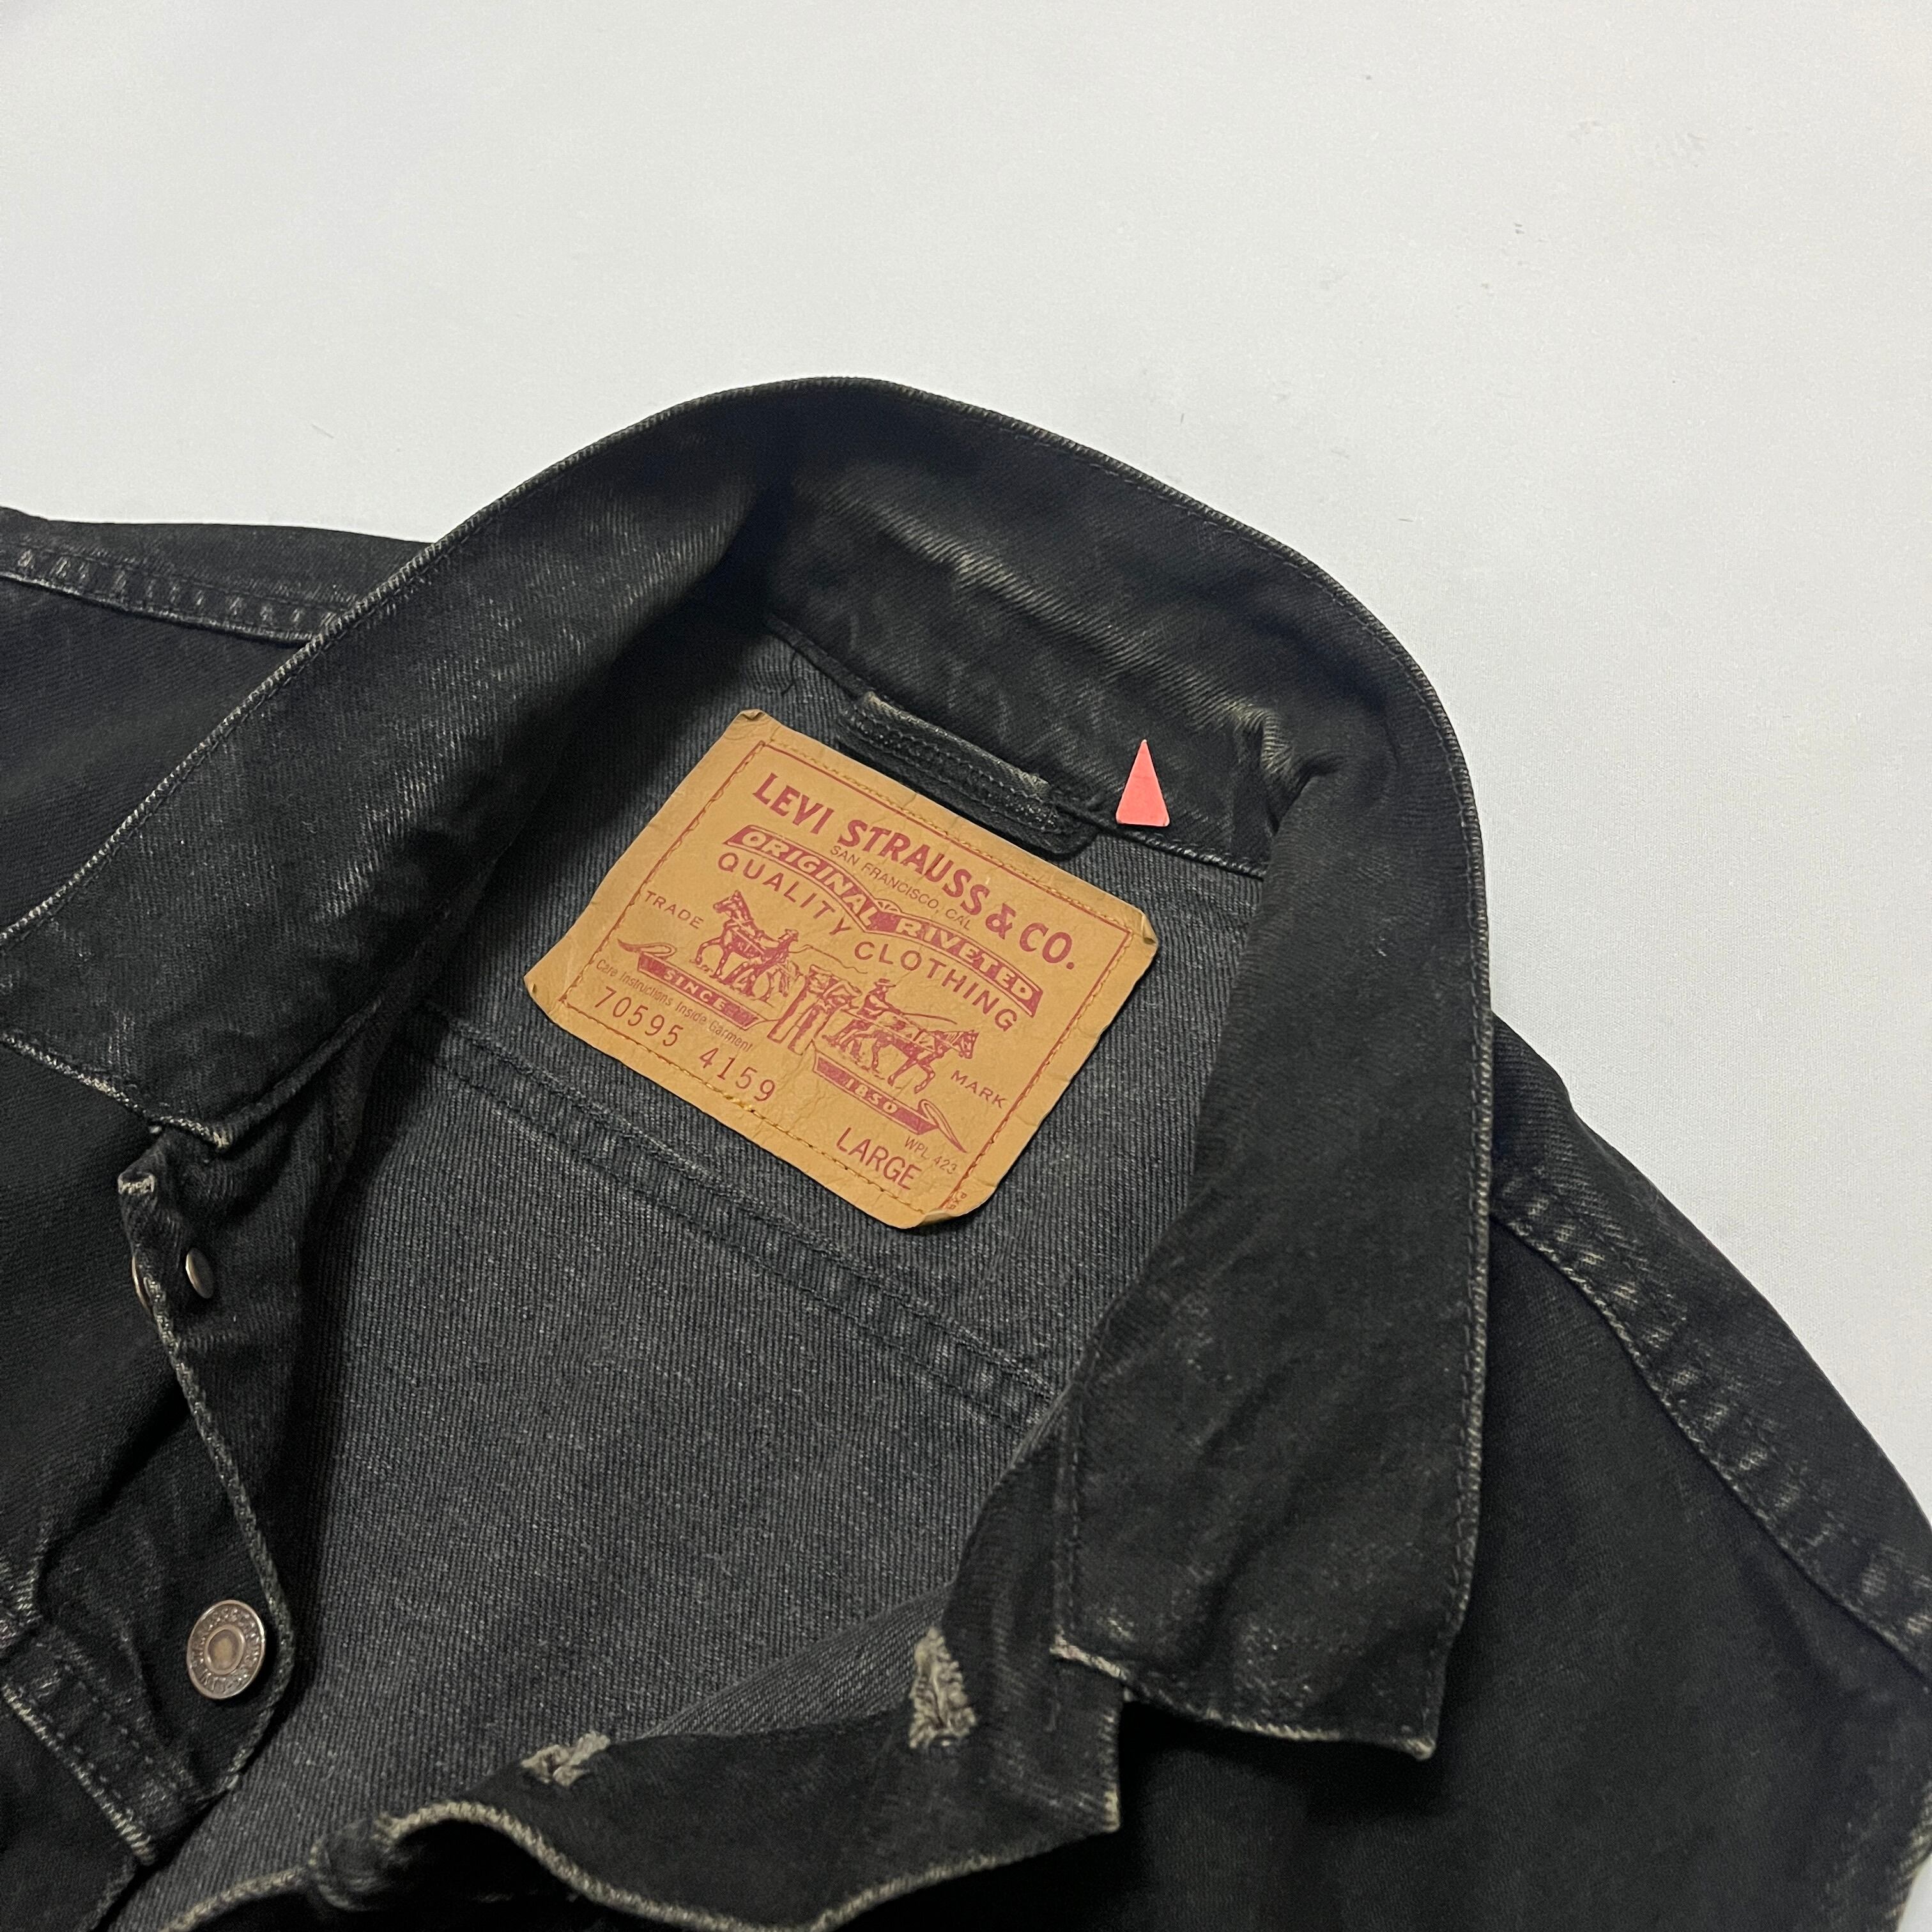 LEVI STRAUSS & CO.
SAN FRANCISCO, CAL
ORIGINAL RIVETED
QUALITY CLOTHING
TRADE MARK
SINCE 1850
Care Instructions Inside Garment
WPL 423
70595 4159
LARGE